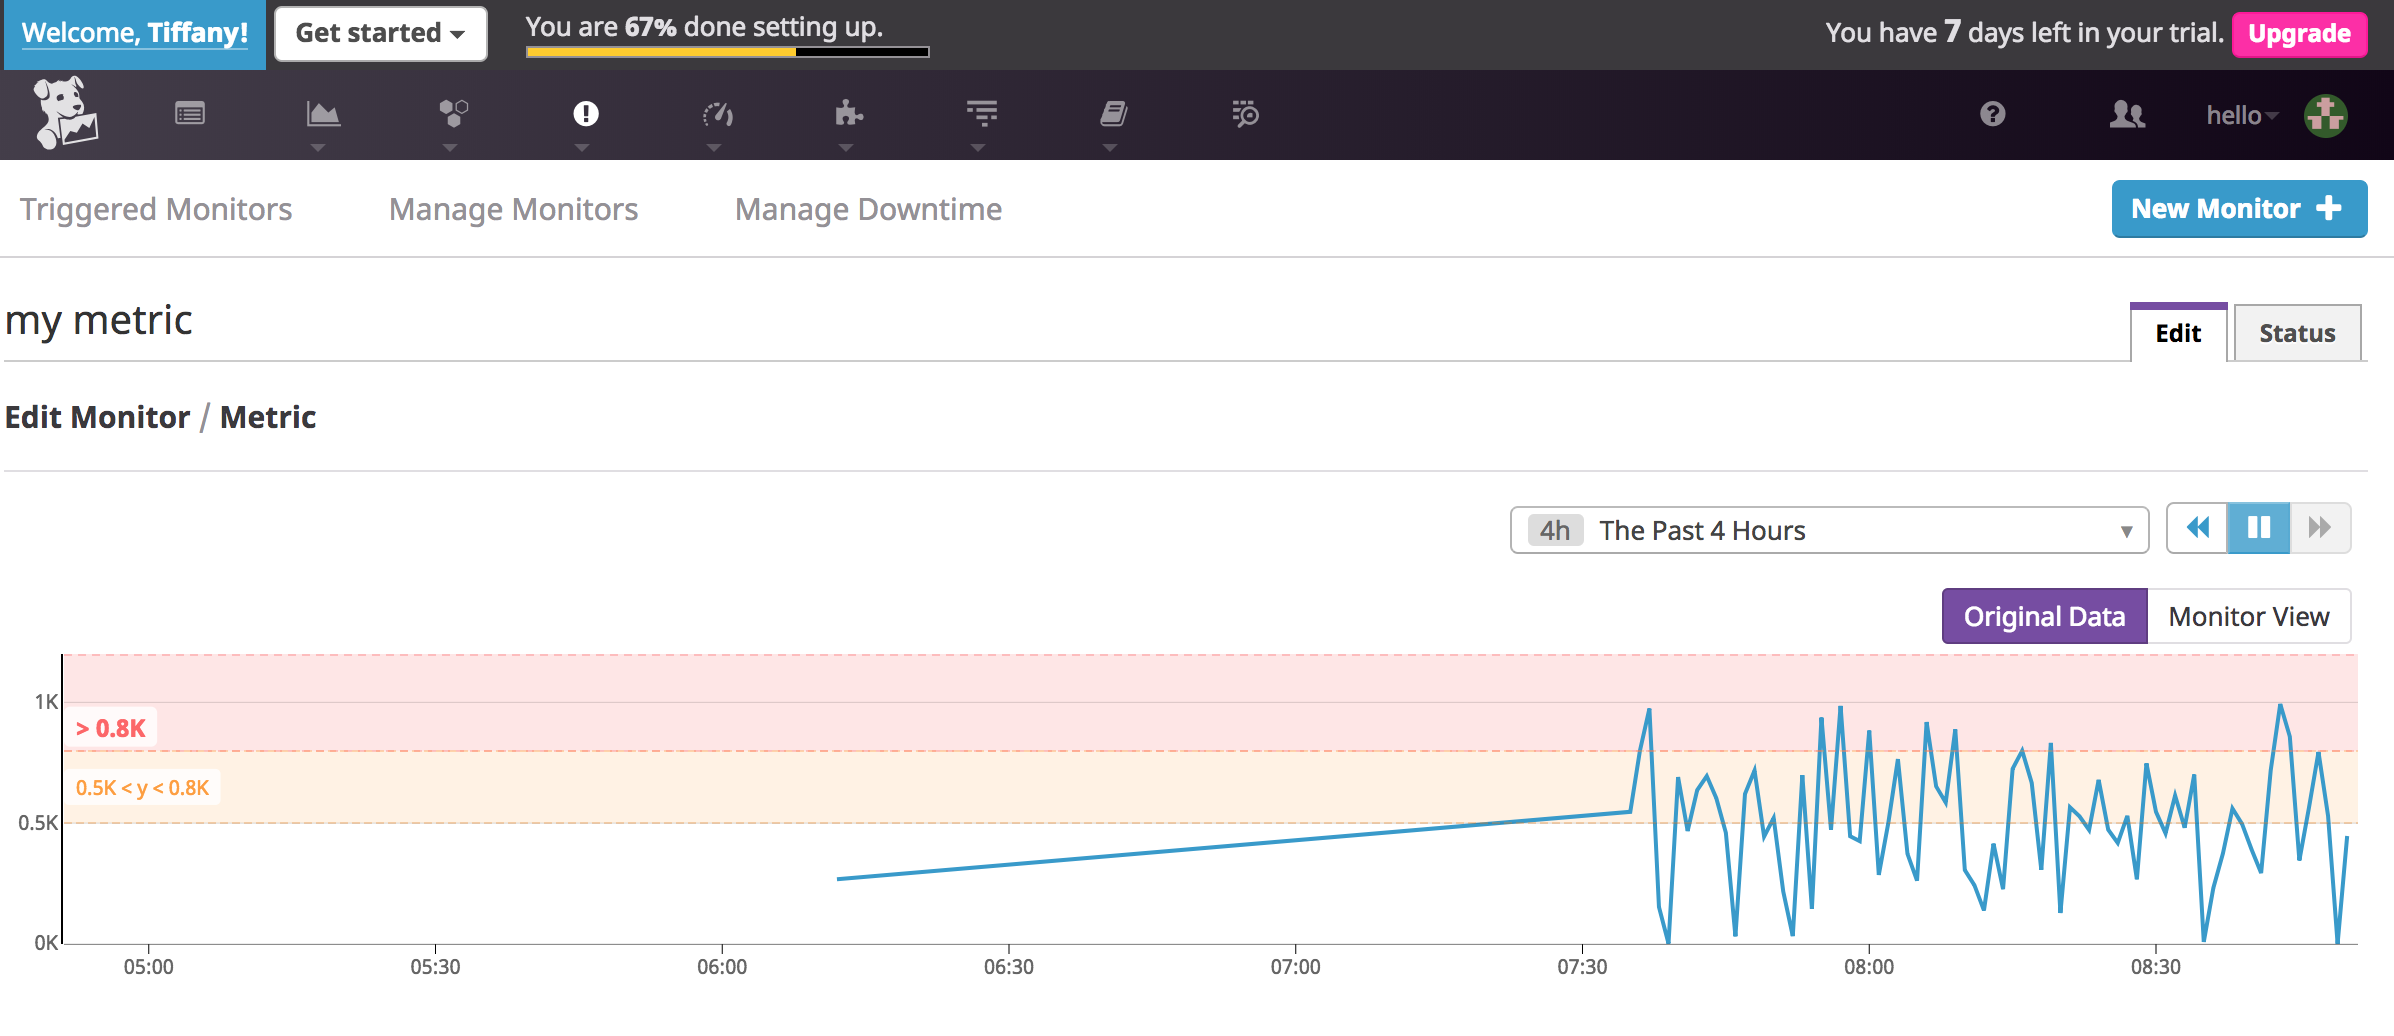 Welcome, Tiffany!
Get started
You are 67% done setting up.
You have 7 days left in your trial.
Upgrade
hello
Triggered Monitors
Manage Monitors
Manage Downtime
New Monitor +
my metric
Edit
Status
Edit Monitor / Metric
4h The Past 4 Hours
Original Data
Monitor View
1K
> 0.8K
0.5K < y < 0.8K
0.5K
0K
05:00 05:30 06:00 06:30 07:00 07:30 08:00 08:30